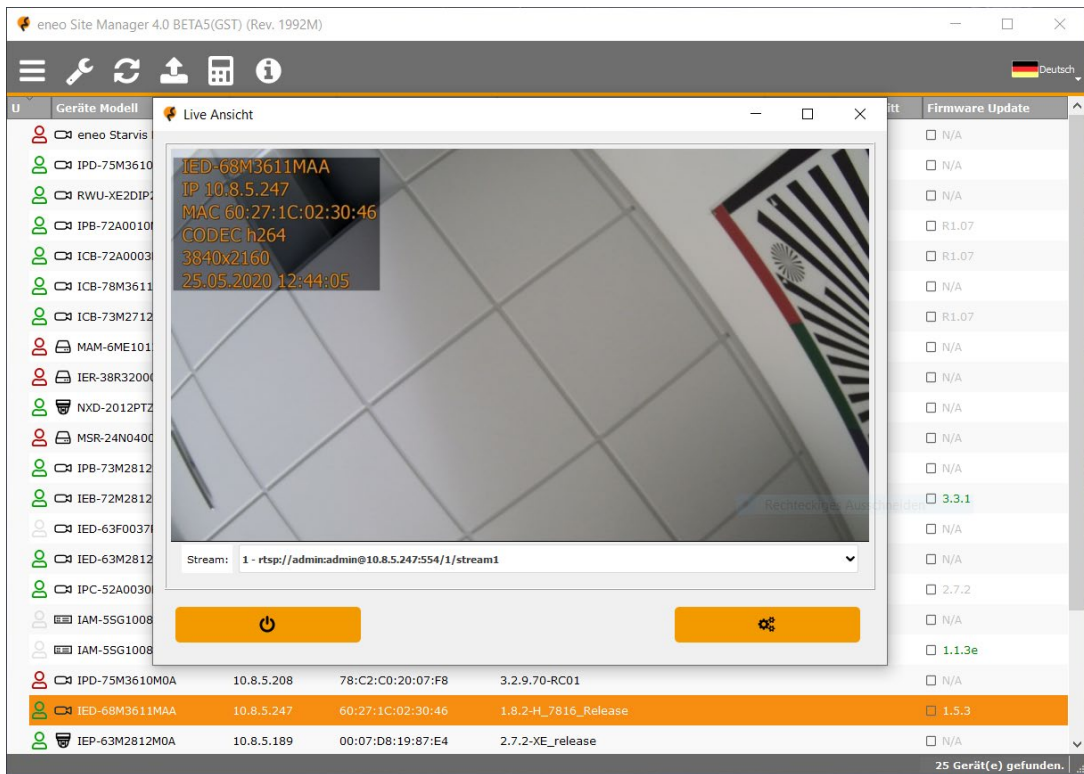 eneo Site Manager 4.0 BETA5(GST) (Rev. 1992M)
Deutsch
U Geräte Modell Firmware Update
Live Ansicht
eneo Starvis N/A
IPD-75M3610 N/A
RWU-XE2DIP N/A
IPB-72A0010 R1.07
ICB-72A0003 R1.07
ICB-78M3611 N/A
ICB-73M2712 R1.07
MAM-6ME101 N/A
IER-38R3200 N/A
NXD-2012PTZ N/A
MSR-24N0400 N/A
IPB-73M2812 N/A
IEB-72M2812 3.3.1
IED-63F0037 N/A
IED-63M2812 N/A
IPC-52A0030 2.7.2
IAM-5SG1008 N/A
IAM-5SG1008 1.1.3e
IED-68M3611MAA
IP 10.8.5.247
MAC 60:27:1C:02:30:46
CODEC h264
3840x2160
25.05.2020 12:44:05
Rechteckiges Ausschneiden
Stream: 1 - rtsp://admin:admin@10.8.5.247:554/1/stream1
IPD-75M3610M0A 10.8.5.208 78:C2:C0:20:07:F8 3.2.9.70-RC01 N/A
IED-68M3611MAA 10.8.5.247 60:27:1C:02:30:46 1.8.2-H_7816_Release 1.5.3
IEP-63M2812M0A 10.8.5.189 00:07:D8:19:87:E4 2.7.2-XE_release N/A
25 Gerät(e) gefunden.